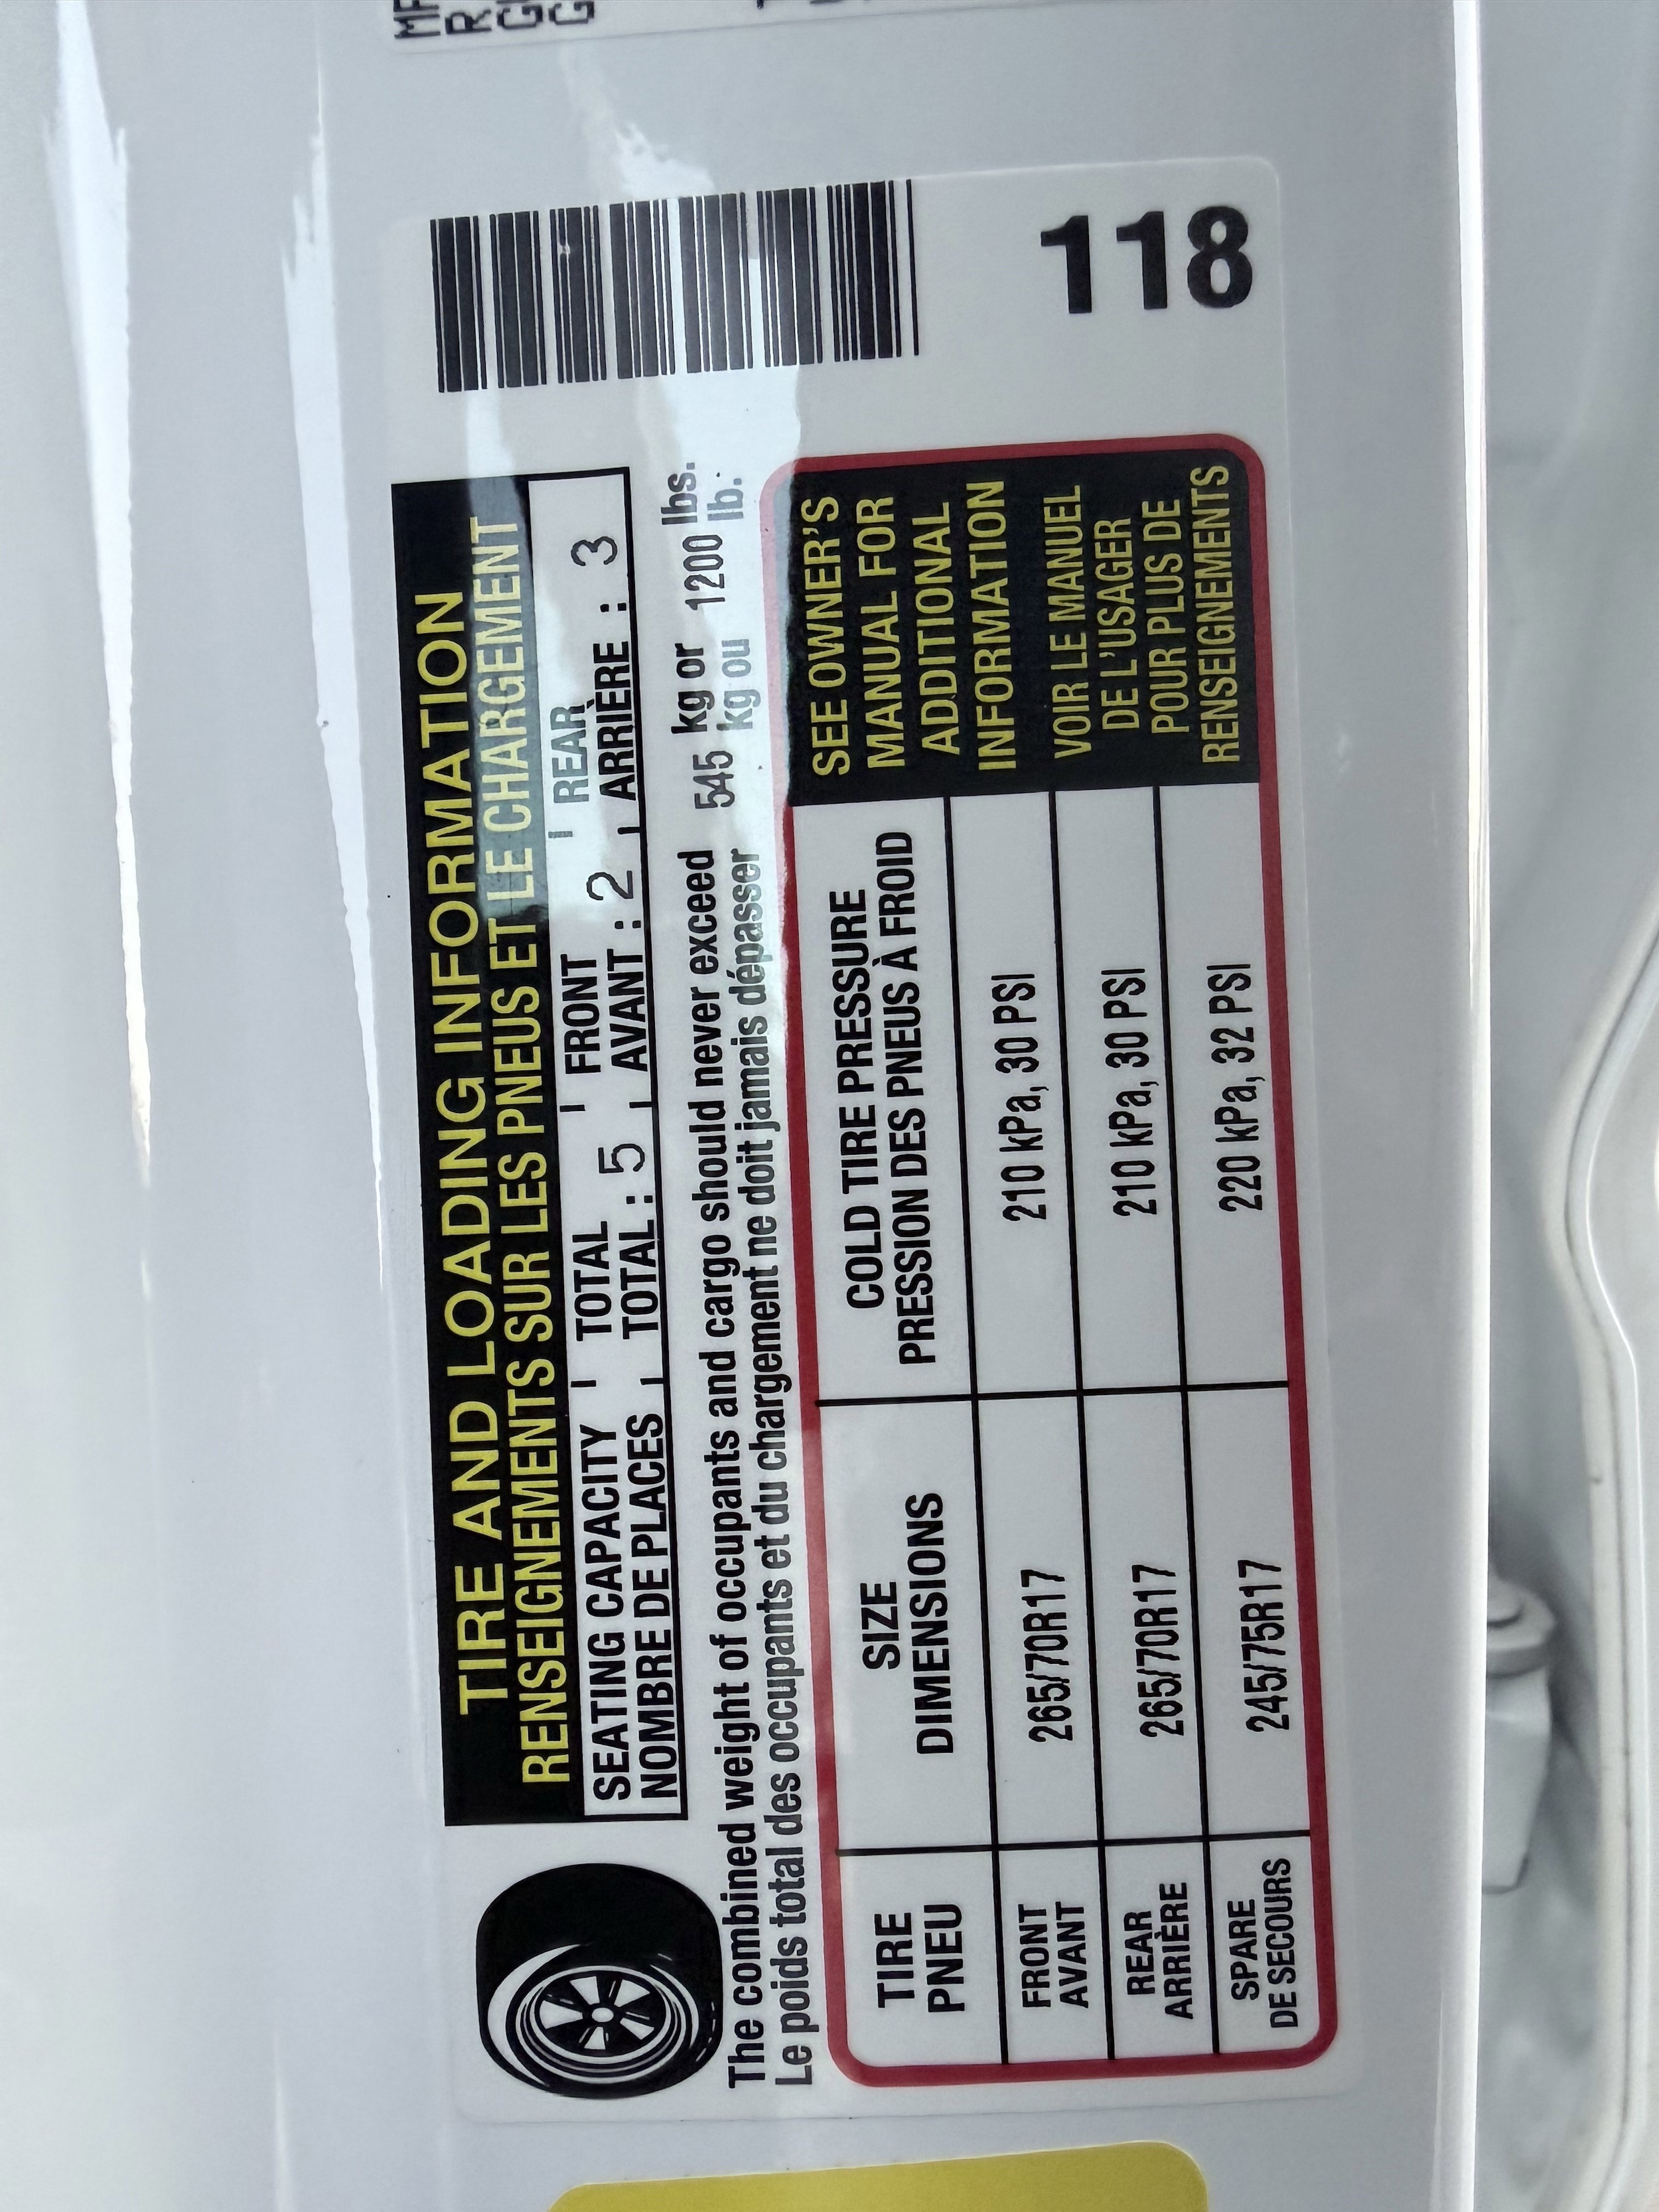 TIRE AND LOADING INFORMATION
RENSEIGNEMENTS SUR LES PNEUS ET LE CHARGEMENT
SEATING CAPACITY TOTAL FRONT REAR
NOMBRE DE PLACES TOTAL : 5 AVANT : 2 ARRIÈRE : 3
The combined weight of occupants and cargo should never exceed 545 kg or 1200 lbs.
Le poids total des occupants et du chargement ne doit jamais dépasser kg ou lb.
TIRE SIZE COLD TIRE PRESSURE
PNEU DIMENSIONS PRESSION DES PNEUS À FROID
FRONT
AVANT 265/70R17 210 kPa, 30 PSI
REAR
ARRIÈRE 265/70R17 210 kPa, 30 PSI
SPARE
DE SECOURS 245/75R17 220 kPa, 32 PSI
SEE OWNER'S
MANUAL FOR
ADDITIONAL
INFORMATION
VOIR LE MANUEL
DE L'USAGER
POUR PLUS DE
RENSEIGNEMENTS
118